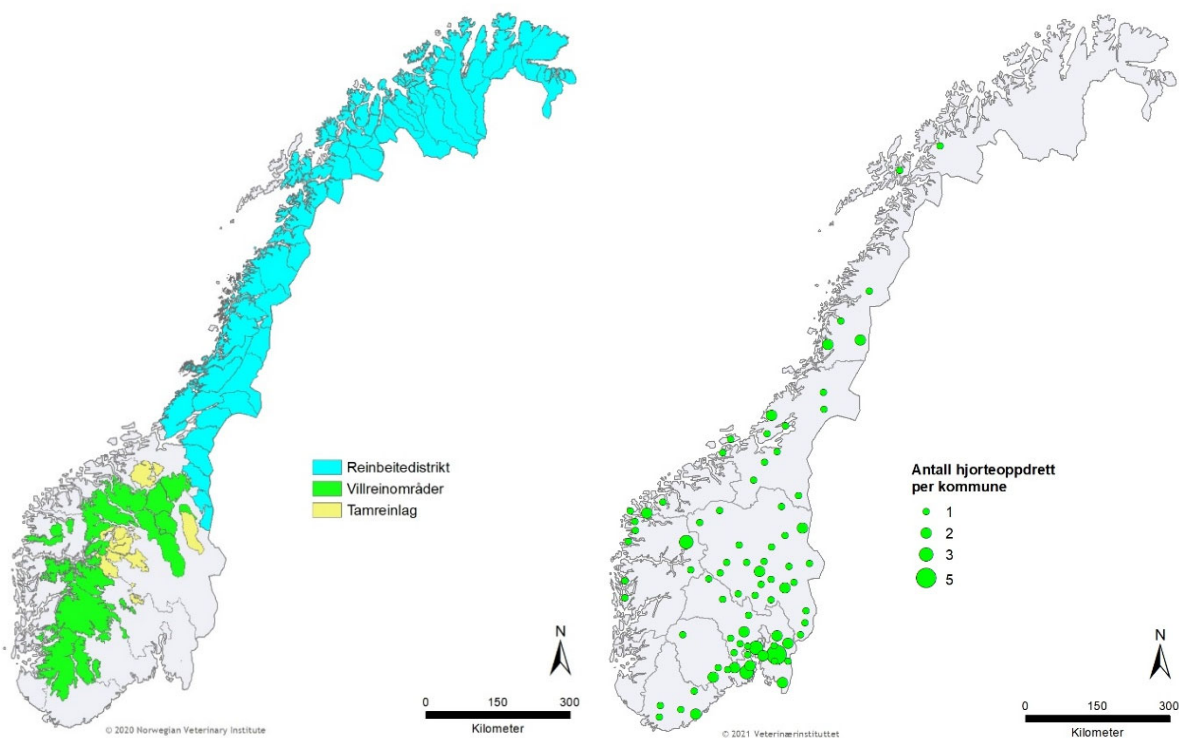 Reinbeitedistrikt
Villreinområder
Tamreinlag
N
0 150 300
Kilometer
© 2020 Norwegian Veterinary Institute
Antall hjorteoppdrett
per kommune
1
2
3
5
N
0 150 300
Kilometer
© 2021 Veterinærinstituttet